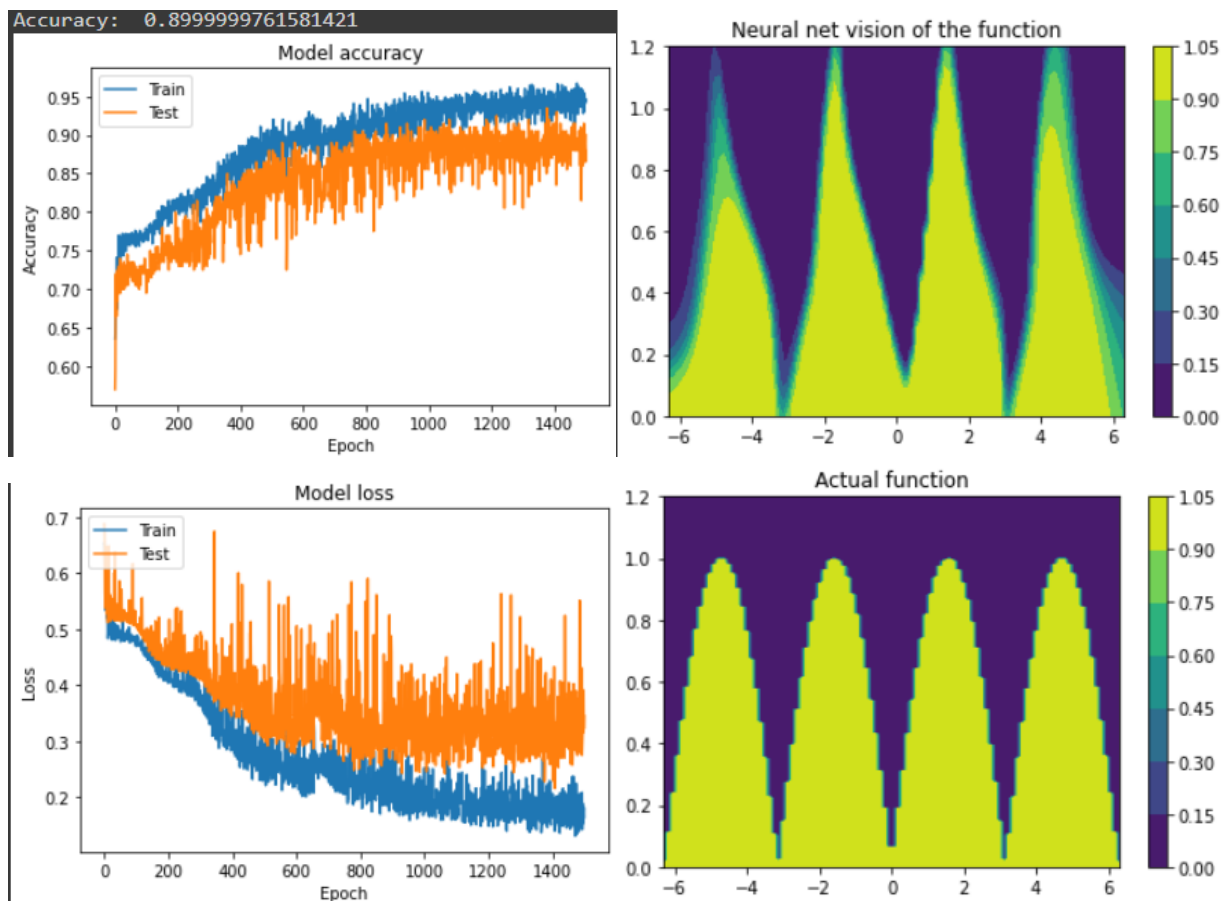 Accuracy:  0.8999999761581421
Model accuracy
Train
Test
0.95
0.90
0.85
0.80
0.75
0.70
0.65
0.60
Accuracy
0 200 400 600 800 1000 1200 1400
Epoch
Neural net vision of the function
1.2
1.0
0.8
0.6
0.4
0.2
0.0
−6 −4 −2 0 2 4 6
1.05
0.90
0.75
0.60
0.45
0.30
0.15
0.00
Model loss
Train
Test
0.7
0.6
0.5
0.4
0.3
0.2
Loss
0 200 400 600 800 1000 1200 1400
Epoch
Actual function
1.2
1.0
0.8
0.6
0.4
0.2
0.0
−6 −4 −2 0 2 4 6
1.05
0.90
0.75
0.60
0.45
0.30
0.15
0.00